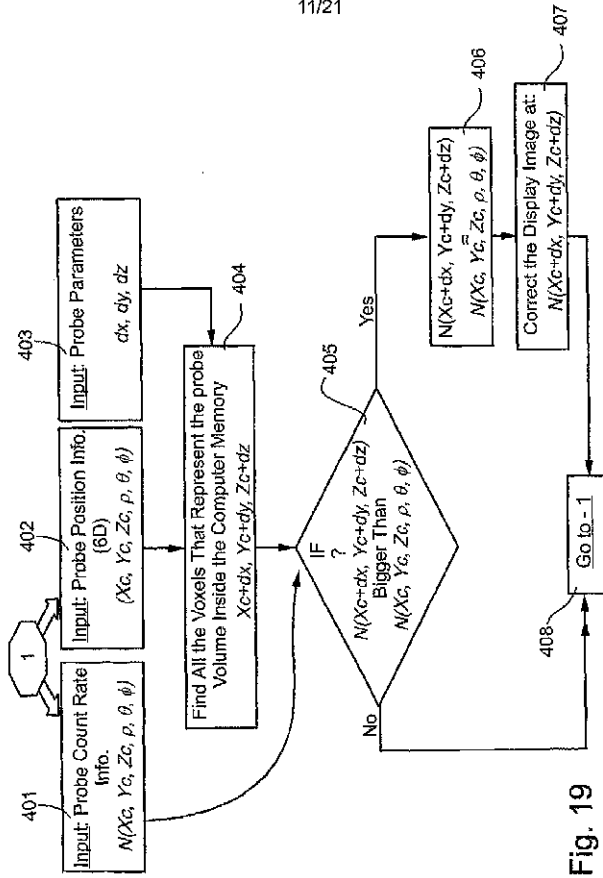 11/21
1
401
Input: Probe Count Rate
Info.
N(Xc, Yc, Zc, ρ, θ, ϕ)
402
Input: Probe Position Info.
(6D)
(Xc, Yc, Zc, ρ, θ, ϕ)
403
Input: Probe Parameters
dx, dy, dz
404
Find All the Voxels That Represent the probe
Volume Inside the Computer Memory
Xc+dx, Yc+dy, Zc+dz
405
IF
?
N(Xc+dx, Yc+dy, Zc+dz)
Bigger Than
N(Xc, Yc, Zc, ρ, θ, ϕ)
Yes
No
406
N(Xc+dx, Yc+dy, Zc+dz)
=
N(Xc, Yc, Zc, ρ, θ, ϕ)
407
Correct the Display Image at:
N(Xc+dx, Yc+dy, Zc+dz)
408
Go to - 1
Fig. 19